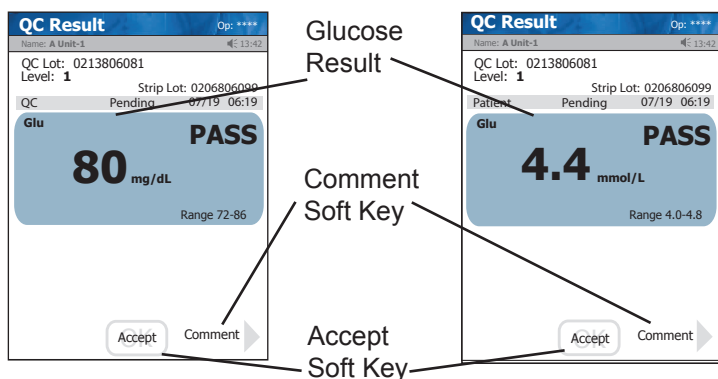 QC Result Op: ****
Name: A Unit-1 13:42
QC Lot: 0213806081
Level: 1
Strip Lot: 0206806099
QC Pending 07/19 06:19
Glu
PASS
80 mg/dL
Range 72-86
OK
Accept
Comment
Glucose
Result
Comment
Soft Key
Accept
Soft Key
QC Result Op: ****
Name: A Unit-1 13:42
QC Lot: 0213806081
Level: 1
Strip Lot: 0206806099
Patient Pending 07/19 06:19
Glu
PASS
4.4 mmol/L
Range 4.0-4.8
OK
Accept
Comment